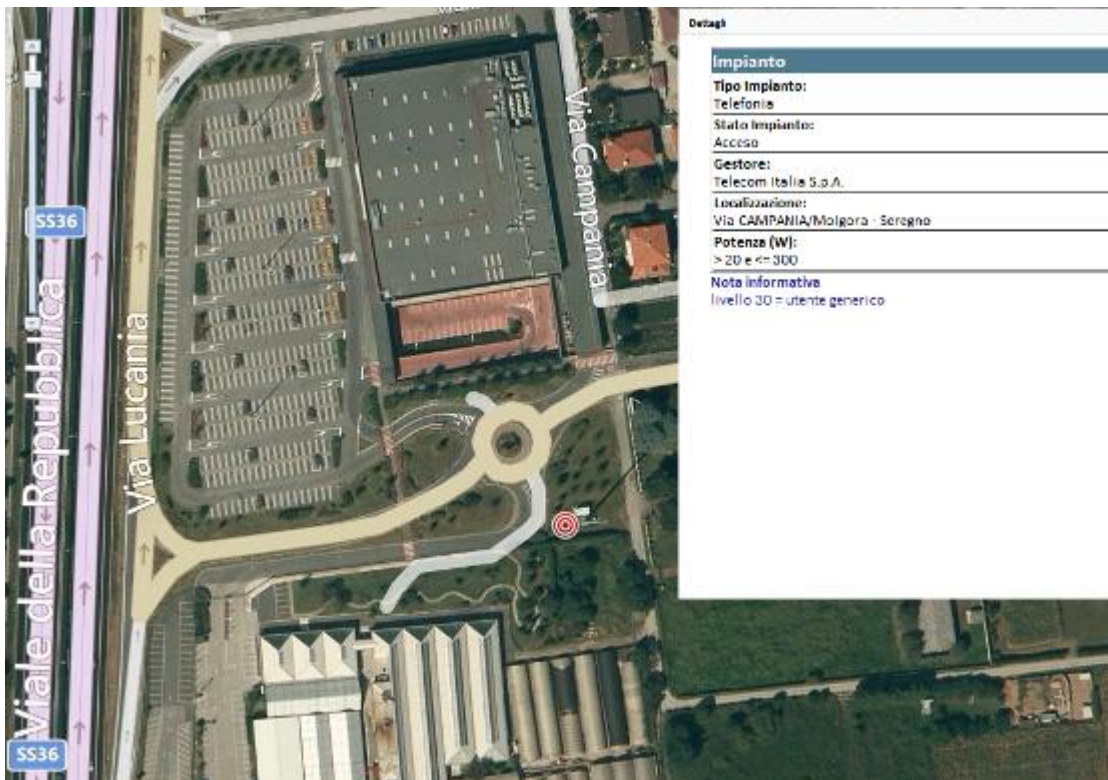 Via Campania
SS36
Via Lucania
Viale della Repubblica
SS36
Dettagli
Impianto
Tipo Impianto:
Telefonia
Stato Impianto:
Acceso
Gestore:
Telecom Italia S.p.A.
Localizzazione:
Via CAMPANIA/Molgora - Seregno
Potenza (W):
> 20 e <= 300
Nota informativa
livello 30 = utente generico